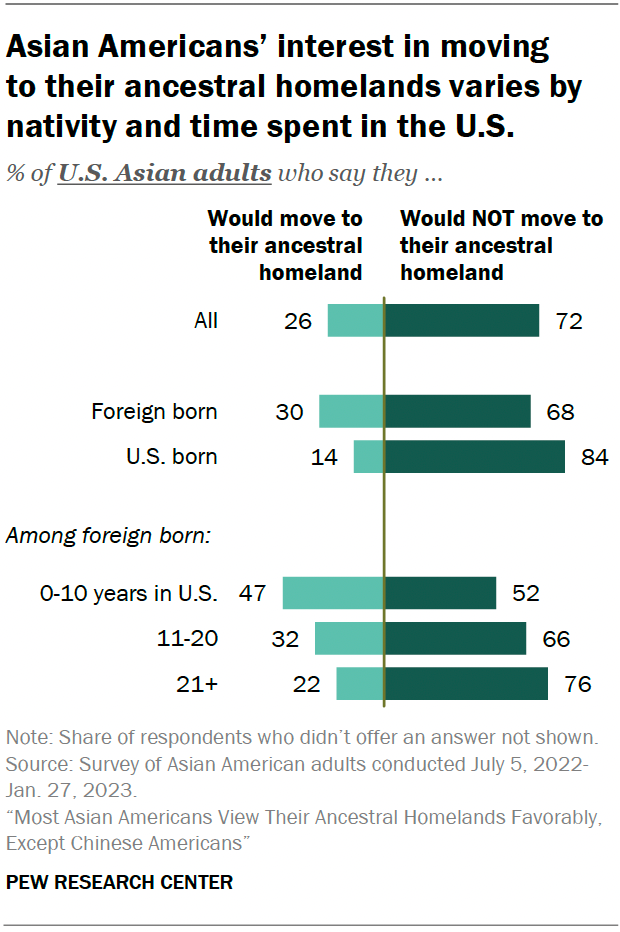 Asian Americans’ interest in moving
to their ancestral homelands varies by
nativity and time spent in the U.S.
% of U.S. Asian adults who say they ...
Would move to
their ancestral
homeland
Would NOT move to
their ancestral
homeland
All 26 72
Foreign born 30 68
U.S. born 14 84
Among foreign born:
0-10 years in U.S. 47 52
11-20 32 66
21+ 22 76
Note: Share of respondents who didn’t offer an answer not shown.
Source: Survey of Asian American adults conducted July 5, 2022-
Jan. 27, 2023.
“Most Asian Americans View Their Ancestral Homelands Favorably,
Except Chinese Americans”
PEW RESEARCH CENTER